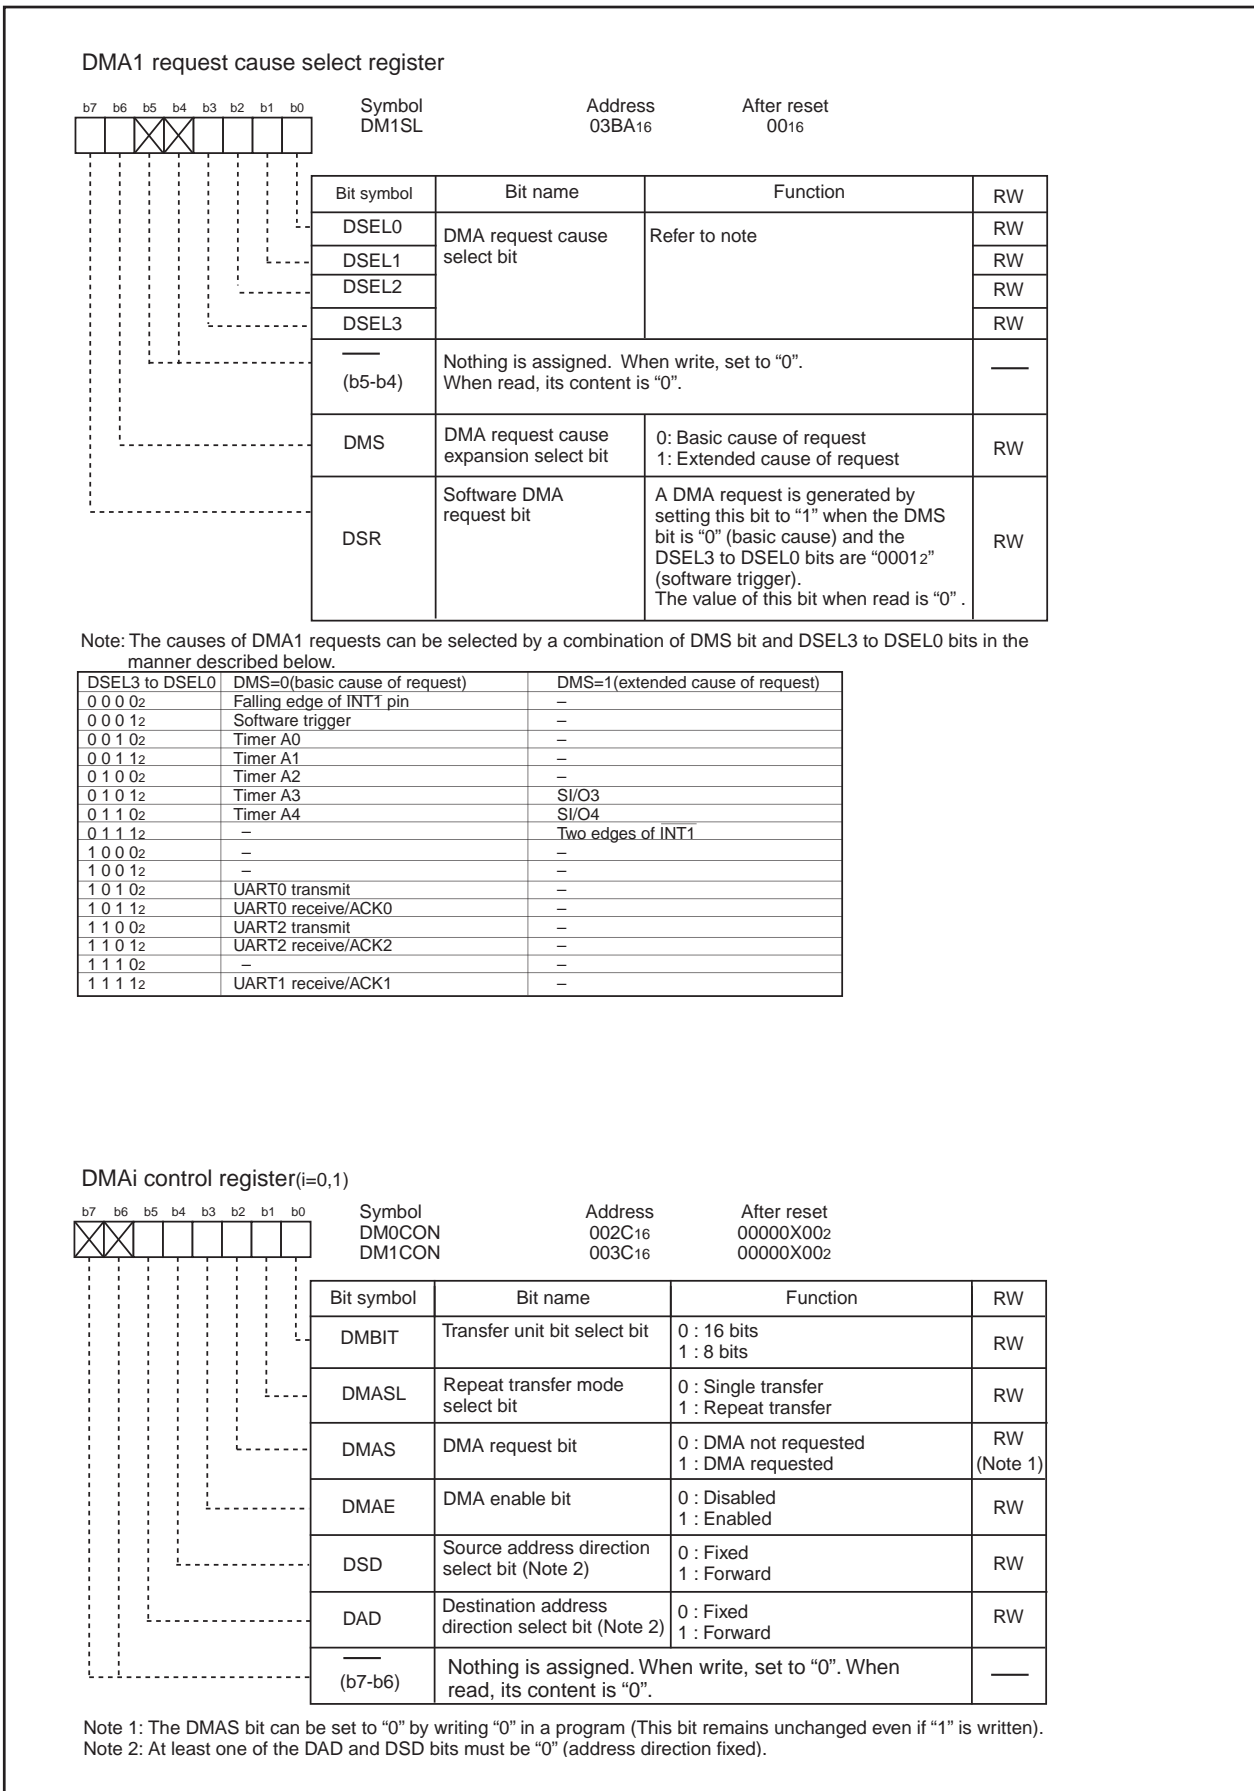 DMA1 request cause select register
b7 b6 b5 b4 b3 b2 b1 b0
Symbol Address After reset
DM1SL 03BA16 0016
Bit symbol Bit name Function RW
DSEL0 DMA request cause select bit Refer to note RW
DSEL1 RW
DSEL2 RW
DSEL3 RW
(b5-b4) Nothing is assigned. When write, set to “0”.
When read, its content is “0”.
DMS DMA request cause expansion select bit 0: Basic cause of request RW
1: Extended cause of request
DSR Software DMA request bit A DMA request is generated by RW
setting this bit to “1” when the DMS
bit is “0” (basic cause) and the
DSEL3 to DSEL0 bits are “00012”
(software trigger).
The value of this bit when read is “0” .
Note: The causes of DMA1 requests can be selected by a combination of DMS bit and DSEL3 to DSEL0 bits in the
manner described below.
DSEL3 to DSEL0 DMS=0(basic cause of request) DMS=1(extended cause of request)
0 0 0 02 Falling edge of INT1 pin –
0 0 0 12 Software trigger –
0 0 1 02 Timer A0 –
0 0 1 12 Timer A1 –
0 1 0 02 Timer A2 –
0 1 0 12 Timer A3 SI/O3
0 1 1 02 Timer A4 SI/O4
0 1 1 12 – Two edges of INT1
1 0 0 02 – –
1 0 0 12 – –
1 0 1 02 UART0 transmit –
1 0 1 12 UART0 receive/ACK0 –
1 1 0 02 UART2 transmit –
1 1 0 12 UART2 receive/ACK2 –
1 1 1 02 – –
1 1 1 12 UART1 receive/ACK1 –
DMAi control register(i=0,1)
b7 b6 b5 b4 b3 b2 b1 b0
Symbol Address After reset
DM0CON 002C16 00000X002
DM1CON 003C16 00000X002
Bit symbol Bit name Function RW
DMBIT Transfer unit bit select bit 0 : 16 bits RW
1 : 8 bits
DMASL Repeat transfer mode select bit 0 : Single transfer RW
1 : Repeat transfer
DMAS DMA request bit 0 : DMA not requested RW
1 : DMA requested (Note 1)
DMAE DMA enable bit 0 : Disabled RW
1 : Enabled
DSD Source address direction select bit (Note 2) 0 : Fixed RW
1 : Forward
DAD Destination address direction select bit (Note 2) 0 : Fixed RW
1 : Forward
(b7-b6) Nothing is assigned. When write, set to “0”. When
read, its content is “0”.
Note 1: The DMAS bit can be set to “0” by writing “0” in a program (This bit remains unchanged even if “1” is written).
Note 2: At least one of the DAD and DSD bits must be “0” (address direction fixed).